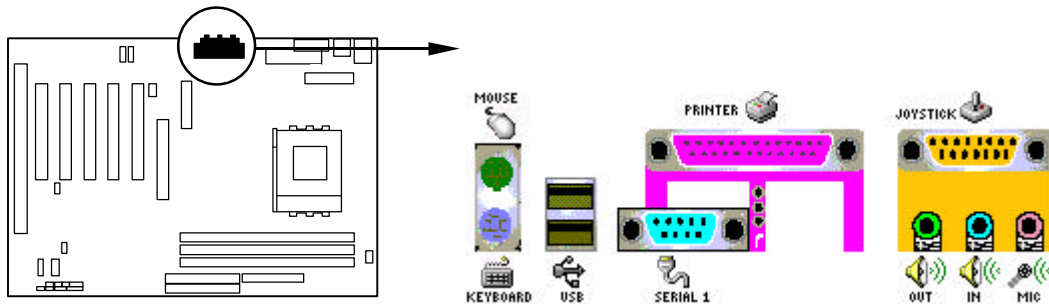 MOUSE
PRINTER
JOYSTICK
KEYBOARD
USB
SERIAL 1
OUT
IN
MIC